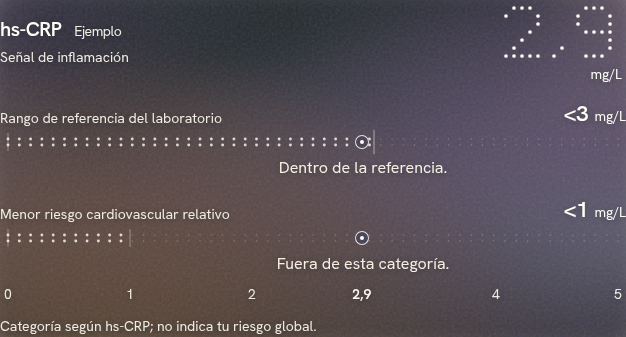 hs-CRP Ejemplo
2.9
Señal de inflamación
mg/L
Rango de referencia del laboratorio
<3 mg/L
Dentro de la referencia.
Menor riesgo cardiovascular relativo
<1 mg/L
Fuera de esta categoría.
0 1 2 2,9 4 5
Categoría según hs-CRP; no indica tu riesgo global.